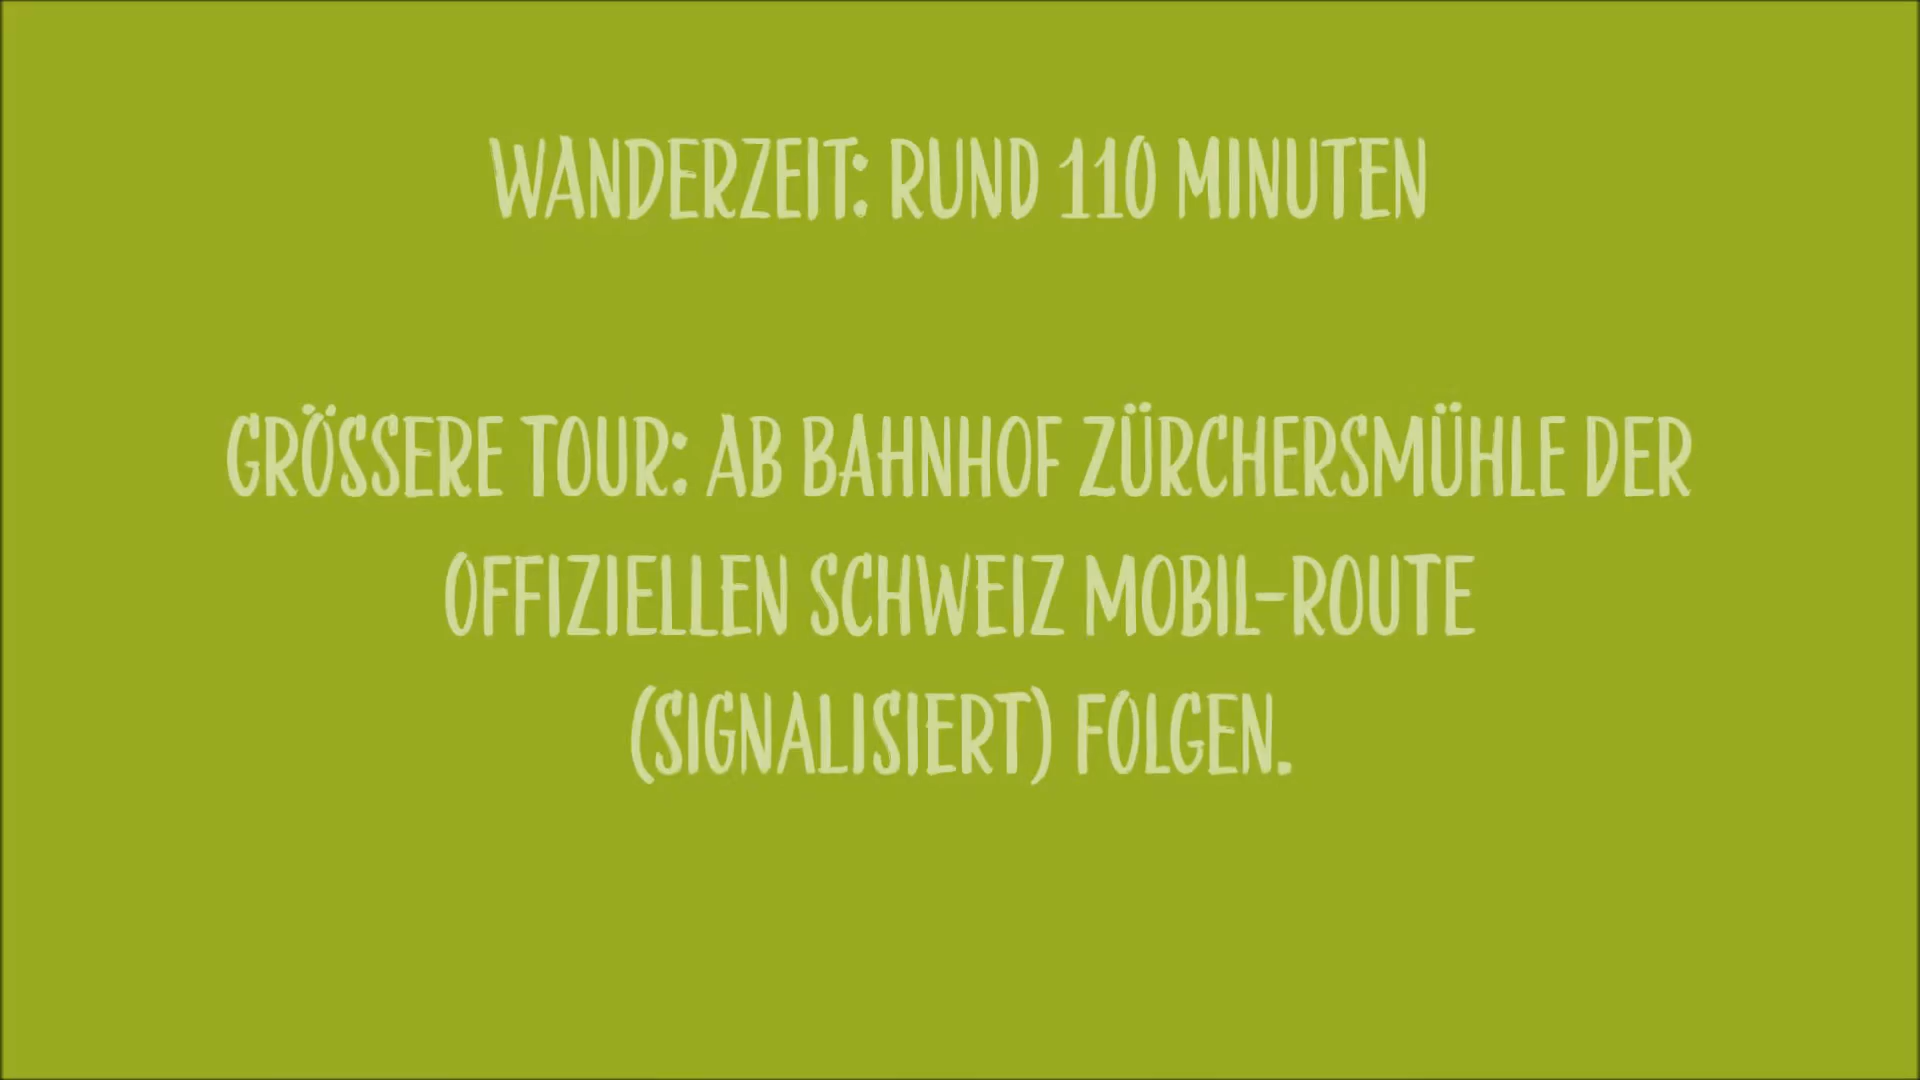 WANDERZEIT: RUND 110 MINUTEN
GRÖSSERE TOUR: AB BAHNHOF ZÜRCHERSMÜHLE DER
OFFIZIELLEN SCHWEIZ MOBIL-ROUTE
(SIGNALISIERT) FOLGEN.